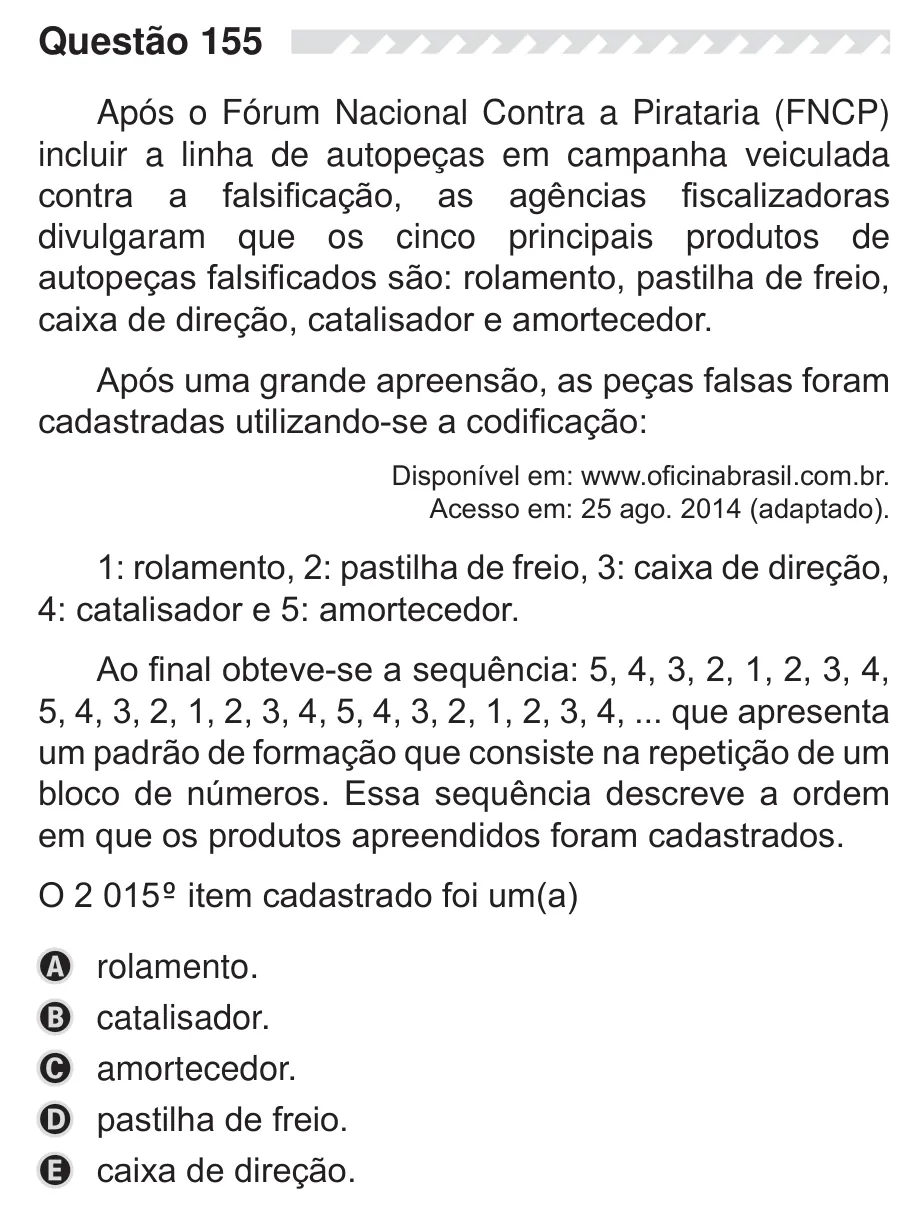 Questão 155
Após o Fórum Nacional Contra a Pirataria (FNCP)
incluir a linha de autopeças em campanha veiculada
contra a falsificação, as agências fiscalizadoras
divulgaram que os cinco principais produtos de
autopeças falsificados são: rolamento, pastilha de freio,
caixa de direção, catalisador e amortecedor.
Após uma grande apreensão, as peças falsas foram
cadastradas utilizando-se a codificação:
Disponível em: www.oficinabrasil.com.br.
Acesso em: 25 ago. 2014 (adaptado).
1: rolamento, 2: pastilha de freio, 3: caixa de direção,
4: catalisador e 5: amortecedor.
Ao final obteve-se a sequência: 5, 4, 3, 2, 1, 2, 3, 4,
5, 4, 3, 2, 1, 2, 3, 4, 5, 4, 3, 2, 1, 2, 3, 4, ... que apresenta
um padrão de formação que consiste na repetição de um
bloco de números. Essa sequência descreve a ordem
em que os produtos apreendidos foram cadastrados.
O 2 015º item cadastrado foi um(a)
A rolamento.
B catalisador.
C amortecedor.
D pastilha de freio.
E caixa de direção.